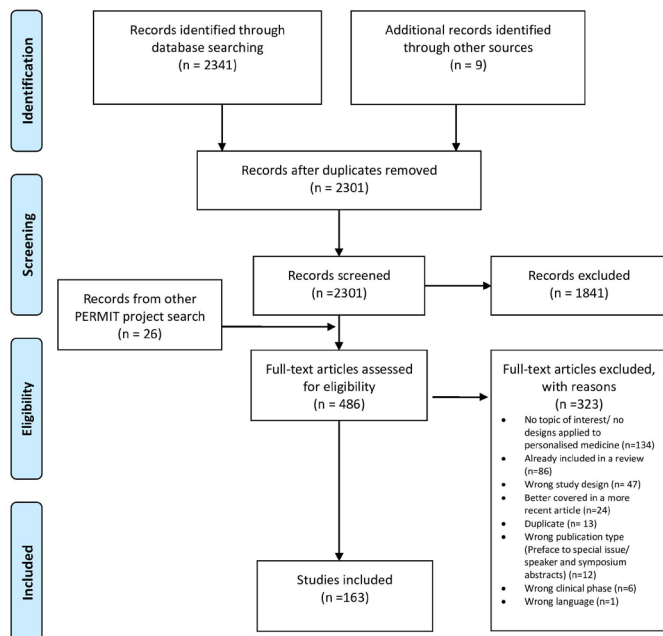 Identification
Records identified through
database searching
(n = 2341)
Additional records identified
through other sources
(n = 9)
Records after duplicates removed
(n = 2301)
Screening
Records screened
(n =2301)
Records excluded
(n = 1841)
Records from other
PERMIT project search
(n = 26)
Eligibility
Full-text articles assessed
for eligibility
(n = 486)
Full-text articles excluded,
with reasons
(n =323)
• No topic of interest/ no
designs applied to
personalised medicine (n=134)
• Already included in a review
(n=86)
• Wrong study design (n= 47)
• Better covered in a more
recent article (n=24)
• Duplicate (n= 13)
• Wrong publication type
(Preface to special issue/
speaker and symposium
abstracts) (n=12)
• Wrong clinical phase (n=6)
• Wrong language (n=1)
Included
Studies included
(n =163)